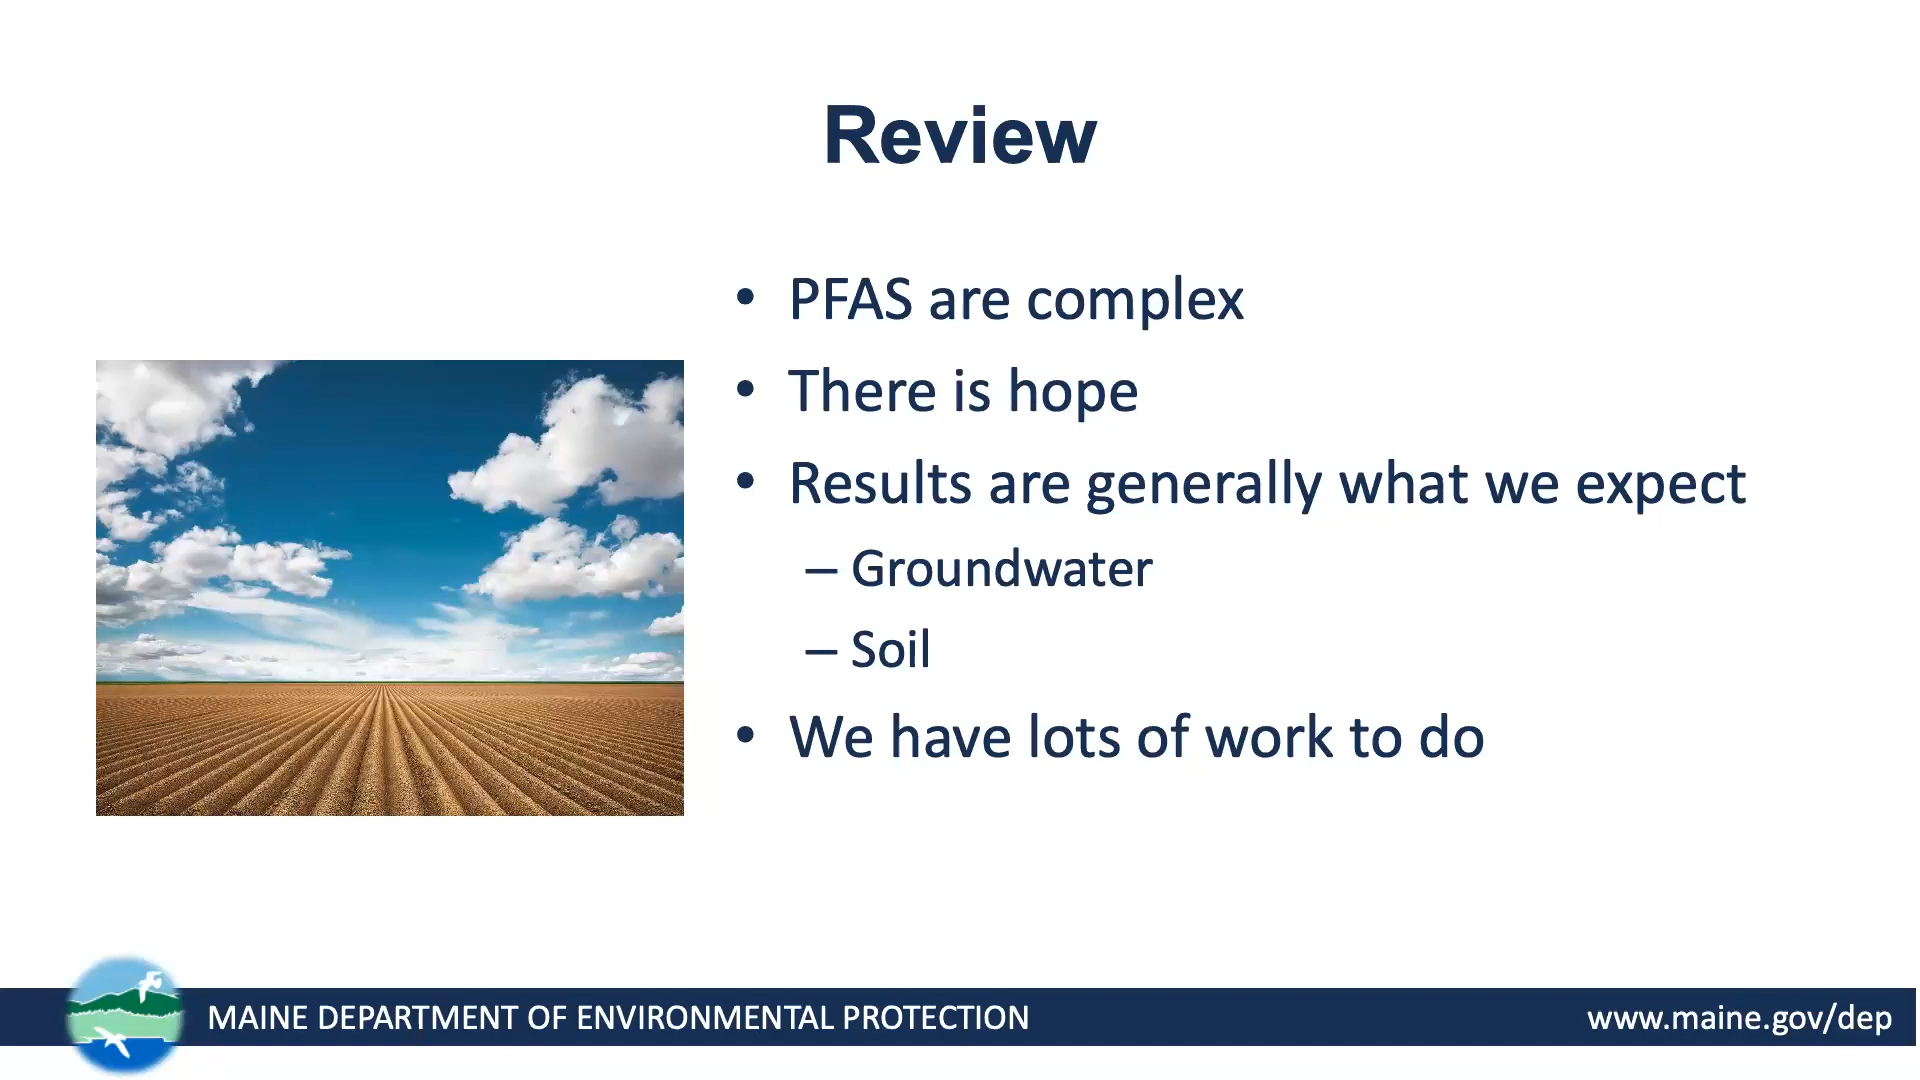 Review
• PFAS are complex
• There is hope
• Results are generally what we expect
– Groundwater
– Soil
• We have lots of work to do
MAINE DEPARTMENT OF ENVIRONMENTAL PROTECTION
www.maine.gov/dep